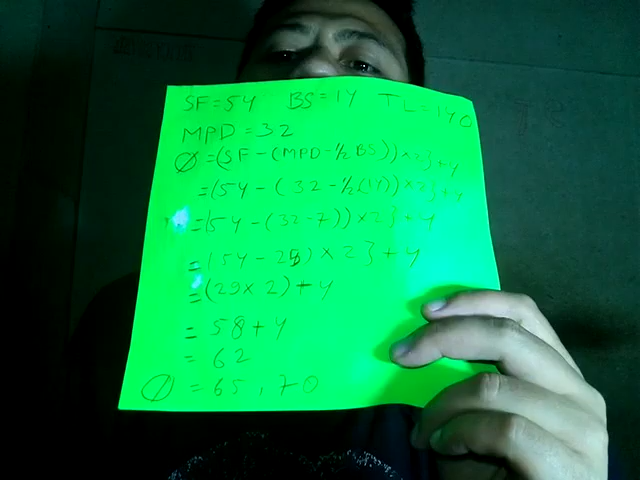 SF=54 BS=14 TL=140
MPD=32
Ø=(SF-(MPD-½BS))×2}+4
=(54-(32-½(14))×2}+4
=(54-(32-7))×2}+4
=(54-25)×2}+4
=(29×2)+4
=58+4
=62
Ø=65,70